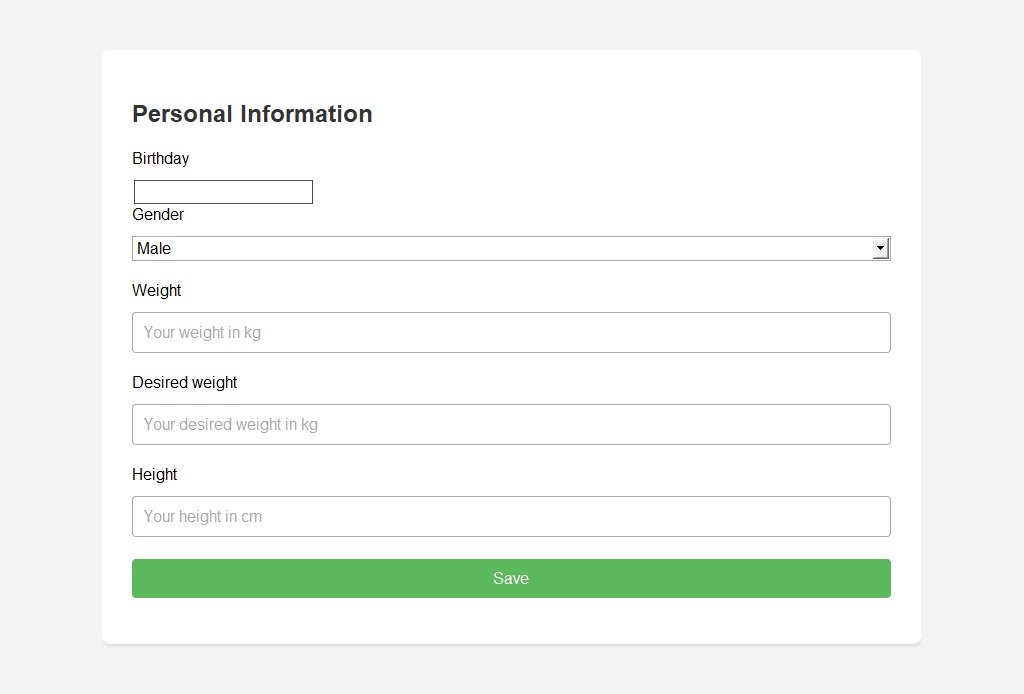 Personal Information
Birthday
Gender
Male
Weight
Your weight in kg
Desired weight
Your desired weight in kg
Height
Your height in cm
Save